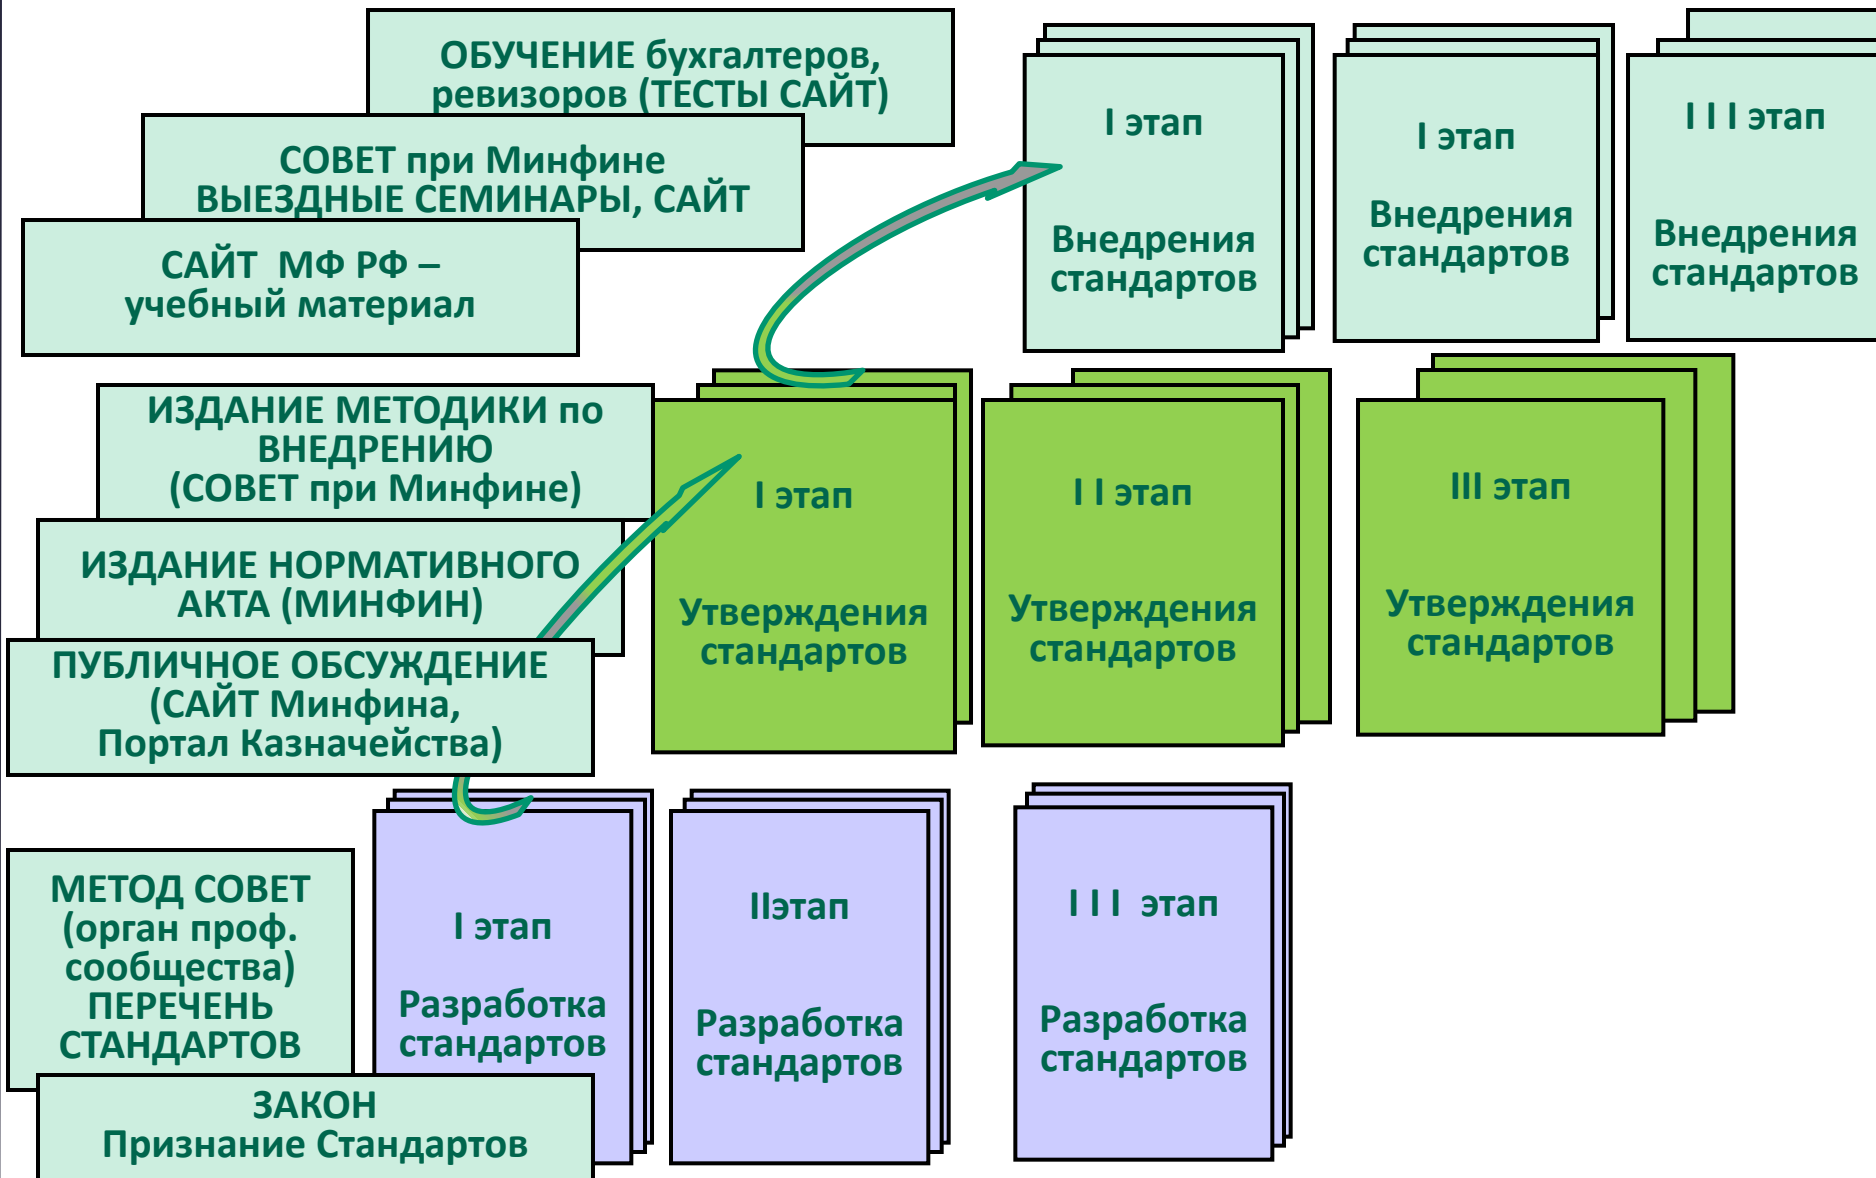 ОБУЧЕНИЕ бухгалтеров,
ревизоров (ТЕСТЫ САЙТ)
СОВЕТ при Минфине
ВЫЕЗДНЫЕ СЕМИНАРЫ, САЙТ
САЙТ МФ РФ –
учебный материал
I этап
Внедрения
стандартов
I этап
Внедрения
стандартов
I I I этап
Внедрения
стандартов
ИЗДАНИЕ МЕТОДИКИ по
ВНЕДРЕНИЮ
(СОВЕТ при Минфине)
ИЗДАНИЕ НОРМАТИВНОГО
АКТА (МИНФИН)
ПУБЛИЧНОЕ ОБСУЖДЕНИЕ
(САЙТ Минфина,
Портал Казначейства)
I этап
Утверждения
стандартов
I I этап
Утверждения
стандартов
III этап
Утверждения
стандартов
МЕТОД СОВЕТ
(орган проф.
сообщества)
ПЕРЕЧЕНЬ
СТАНДАРТОВ
ЗАКОН
Признание Стандартов
I этап
Разработка
стандартов
IIэтап
Разработка
стандартов
I I I этап
Разработка
стандартов